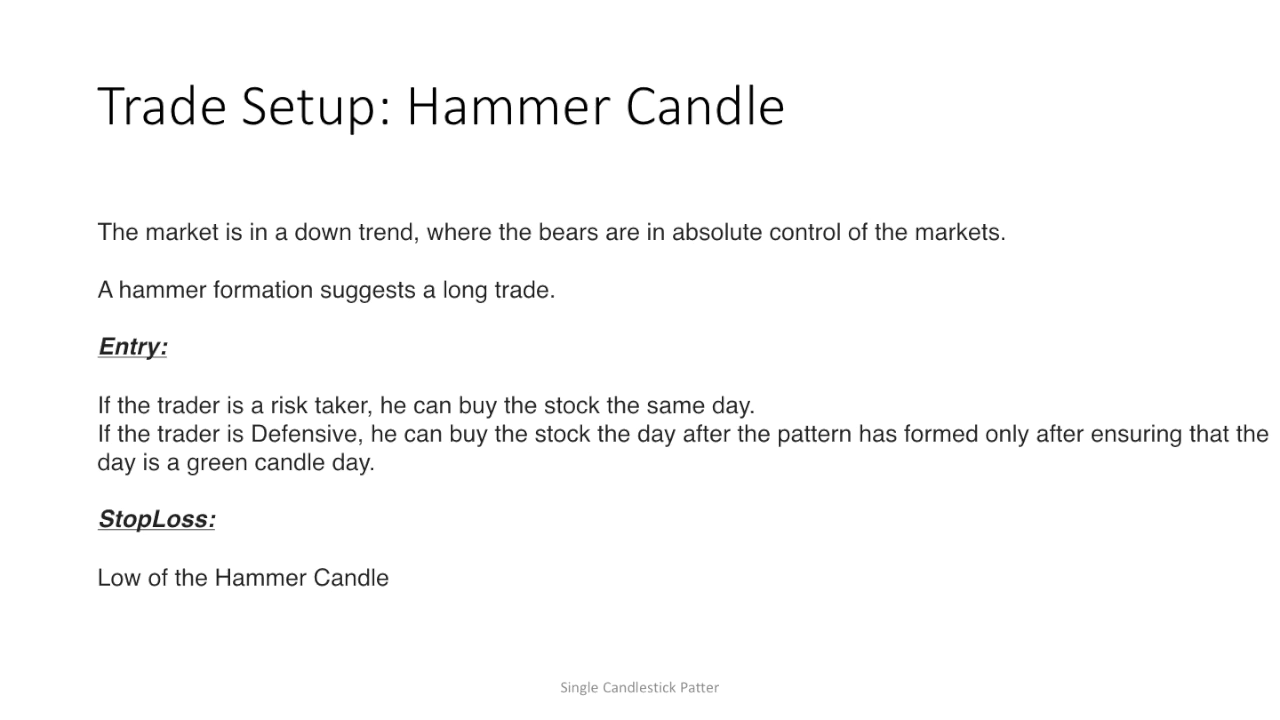 Trade Setup: Hammer Candle
The market is in a down trend, where the bears are in absolute control of the markets.
A hammer formation suggests a long trade.
Entry:
If the trader is a risk taker, he can buy the stock the same day.
If the trader is Defensive, he can buy the stock the day after the pattern has formed only after ensuring that the
day is a green candle day.
StopLoss:
Low of the Hammer Candle
Single Candlestick Patter